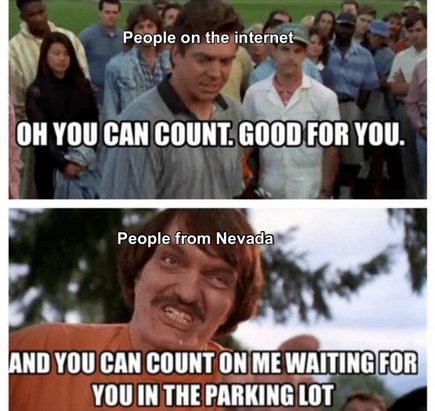 People on the internet
OH YOU CAN COUNT. GOOD FOR YOU.
People from Nevada
AND YOU CAN COUNT ON ME WAITING FOR
YOU IN THE PARKING LOT